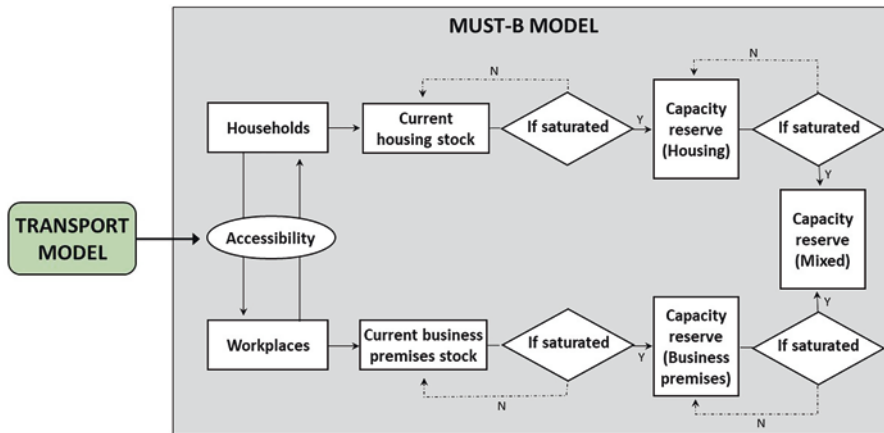 MUST-B MODEL
N
N
Households
Current
housing stock
If saturated
Y
Capacity
reserve
(Housing)
If saturated
Y
TRANSPORT
MODEL
Accessibility
Capacity
reserve
(Mixed)
Y
Workplaces
Current business
premises stock
If saturated
Y
Capacity
reserve
(Business
premises)
If saturated
N
N